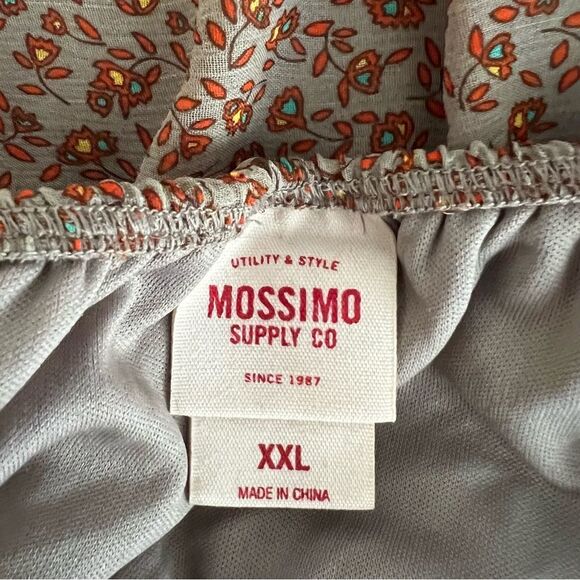 UTILITY & STYLE
MOSSIMO
SUPPLY CO
SINCE 1987
XXL
MADE IN CHINA